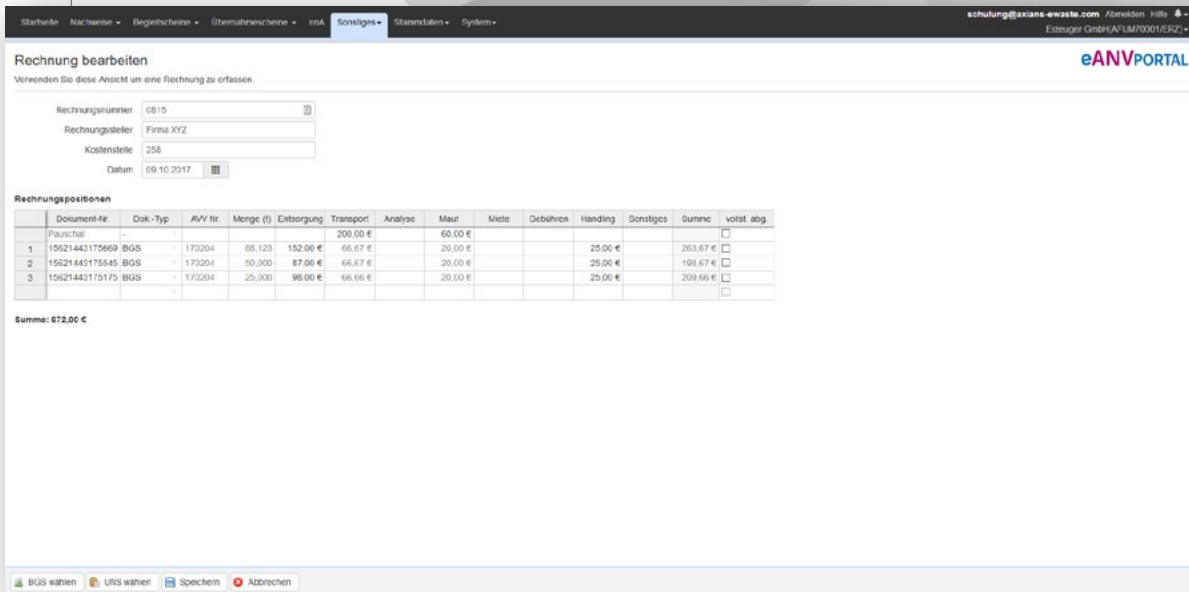 Startseite Nachweise Begleitscheine Übernahmescheine Sonstiges Stammdaten System
schulung@axians-ewaste.com Abmelden Hilfe
Erzeuger GmbH(AFUM70001/ERZ)
Rechnung bearbeiten
eANVPORTAL
Verwenden Sie diese Ansicht um eine Rechnung zu erfassen.
Rechnungsnummer 0815
Rechnungssteller Firma XYZ
Kostenstelle 258
Datum 09.10.2017
Rechnungspositionen
Dokument-Nr. Dok.-Typ AVV Nr. Menge (t) Entsorgung Transport Analyse Maut Miete Gebühren Handling Sonstiges Summe vollst. abg.
Pauschal - 200,00 € 60,00 €
1 15621443175669 BGS 170204 88,123 152,00 € 66,67 € 20,00 € 25,00 € 263,67 €
2 15621443175545 BGS 170204 50,000 87,00 € 66,67 € 20,00 € 25,00 € 198,67 €
3 15621443175175 BGS 170204 25,000 98,00 € 66,66 € 20,00 € 25,00 € 209,66 €
Summe: 672,00 €
BGS wählen UNS wählen Speichern Abbrechen